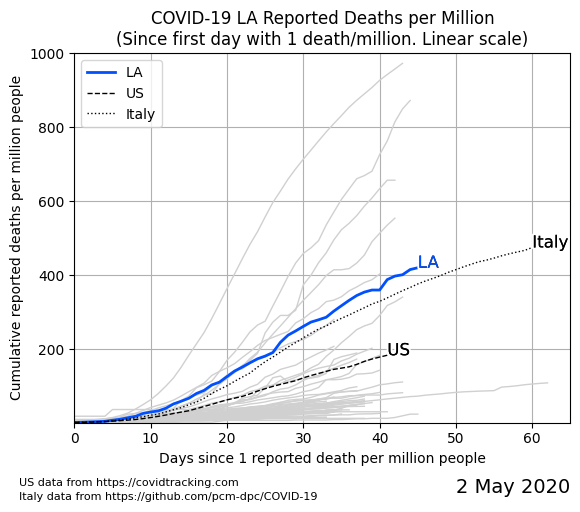 COVID-19 LA Reported Deaths per Million
(Since first day with 1 death/million. Linear scale)
Cumulative reported deaths per million people
1000
800
600
400
200
LA
US
Italy
Italy
LA
US
0 10 20 30 40 50 60
Days since 1 reported death per million people
US data from https://covidtracking.com
Italy data from https://github.com/pcm-dpc/COVID-19
2 May 2020